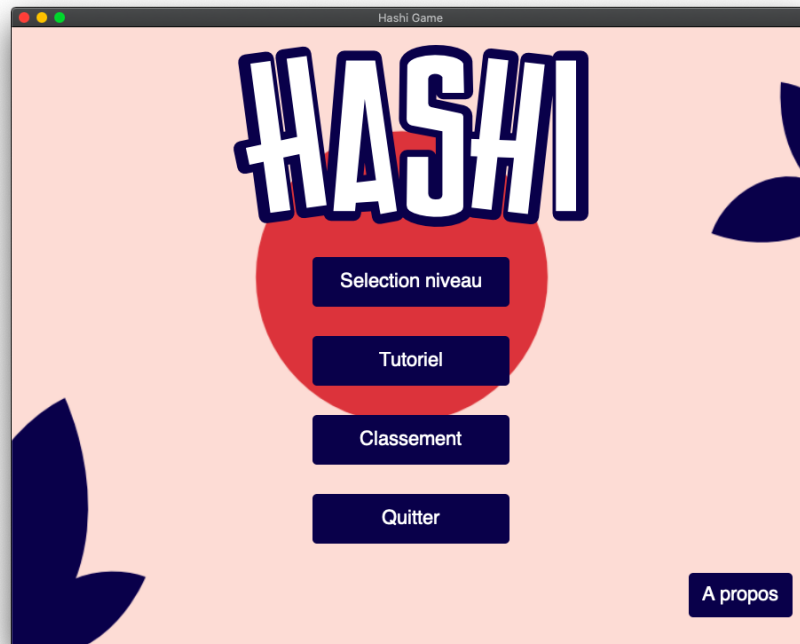 Hashi Game
HASHI
Selection niveau
Tutoriel
Classement
Quitter
A propos